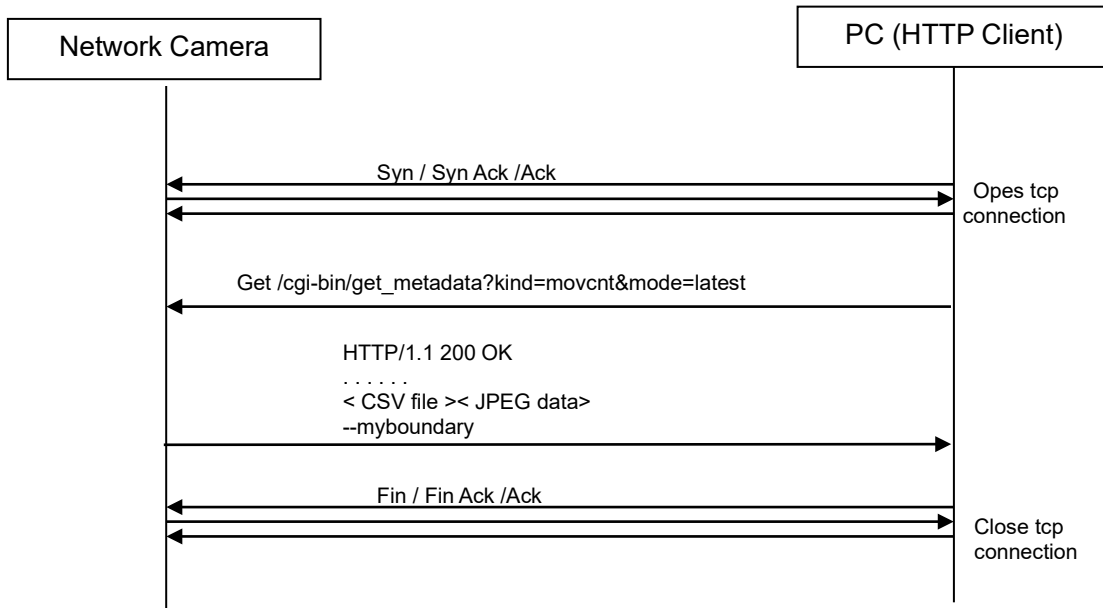 Network Camera
PC (HTTP Client)
Syn / Syn Ack /Ack
Opes tcp
connection
Get /cgi-bin/get_metadata?kind=movcnt&mode=latest
HTTP/1.1 200 OK
. . . . . .
< CSV file >< JPEG data>
--myboundary
Fin / Fin Ack /Ack
Close tcp
connection